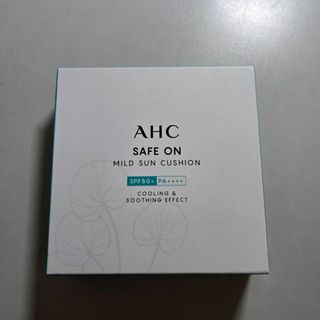 AHC
SAFE ON
MILD SUN CUSHION
SPF50+ PA++++
COOLING &
SOOTHING EFFECT